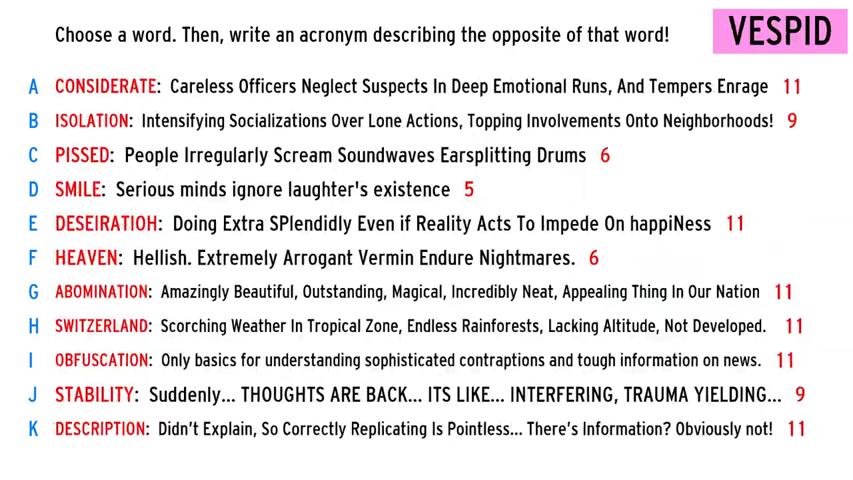 Choose a word. Then, write an acronym describing the opposite of that word!
VESPID
A CONSIDERATE: Careless Officers Neglect Suspects In Deep Emotional Runs, And Tempers Enrage 11
B ISOLATION: Intensifying Socializations Over Lone Actions, Topping Involvements Onto Neighborhoods! 9
C PISSED: People Irregularly Scream Soundwaves Earsplitting Drums 6
D SMILE: Serious minds ignore laughter's existence 5
E DESEIRATIOH: Doing Extra SPlendidly Even if Reality Acts To Impede On happiNess 11
F HEAVEN: Hellish. Extremely Arrogant Vermin Endure Nightmares. 6
G ABOMINATION: Amazingly Beautiful, Outstanding, Magical, Incredibly Neat, Appealing Thing In Our Nation 11
H SWITZERLAND: Scorching Weather In Tropical Zone, Endless Rainforests, Lacking Altitude, Not Developed. 11
I OBFUSCATION: Only basics for understanding sophisticated contraptions and tough information on news. 11
J STABILITY: Suddenly... THOUGHTS ARE BACK... ITS LIKE... INTERFERING, TRAUMA YIELDING... 9
K DESCRIPTION: Didn't Explain, So Correctly Replicating Is Pointless... There's Information? Obviously not! 11